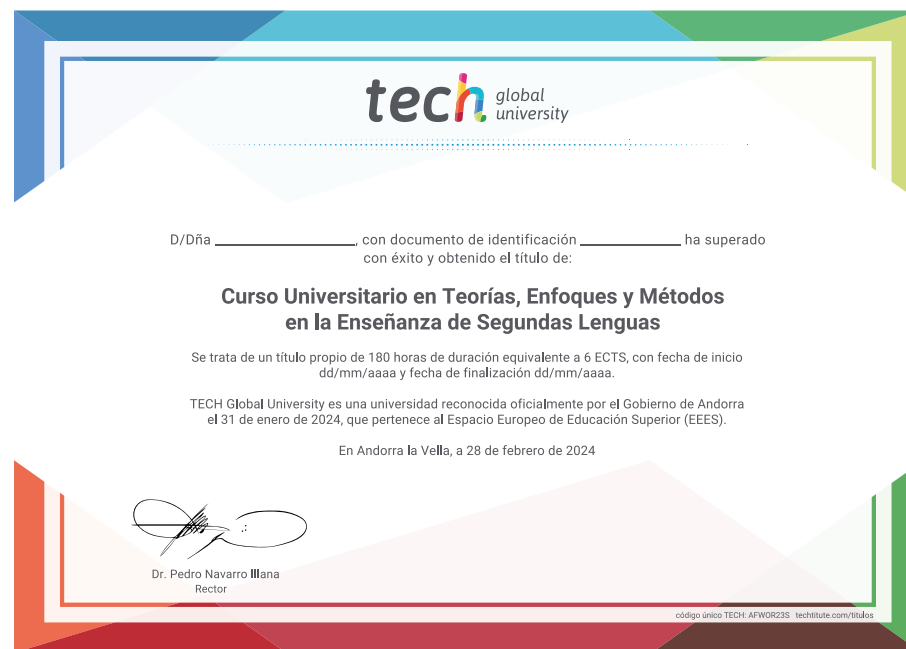 tech global university
D/Dña ____________________, con documento de identificación ______________ ha superado
con éxito y obtenido el título de:
Curso Universitario en Teorías, Enfoques y Métodos
en la Enseñanza de Segundas Lenguas
Se trata de un título propio de 180 horas de duración equivalente a 6 ECTS, con fecha de inicio
dd/mm/aaaa y fecha de finalización dd/mm/aaaa.
TECH Global University es una universidad reconocida oficialmente por el Gobierno de Andorra
el 31 de enero de 2024, que pertenece al Espacio Europeo de Educación Superior (EEES).
En Andorra la Vella, a 28 de febrero de 2024
Dr. Pedro Navarro Illana
Rector
código único TECH: AFWOR23S techtitute.com/titulos